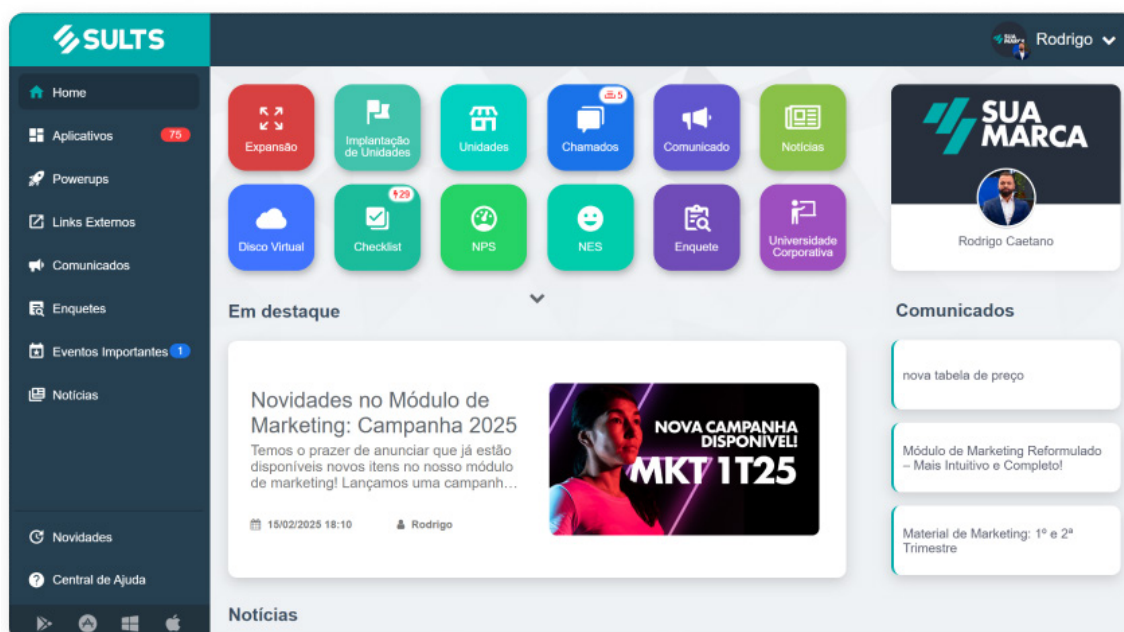 SULTS
Rodrigo
Home
Aplicativos 75
Powerups
Links Externos
Comunicados
Enquetes
Eventos Importantes 1
Notícias
Novidades
Central de Ajuda
Expansão
Implantação
de Unidades
Unidades
5
Chamados
Comunicado
Notícias
Disco Virtual
29
Checklist
NPS
NES
Enquete
Universidade
Corporativa
Em destaque
Novidades no Módulo de
Marketing: Campanha 2025
Temos o prazer de anunciar que já estão
disponíveis novos itens no nosso módulo
de marketing! Lançamos uma campanh...
15/02/2025 18:10 Rodrigo
NOVA CAMPANHA
DISPONÍVEL!
MKT 1T25
Notícias
SUA
MARCA
Rodrigo Caetano
Comunicados
nova tabela de preço
Módulo de Marketing Reformulado
– Mais Intuitivo e Completo!
Material de Marketing: 1º e 2ª
Trimestre